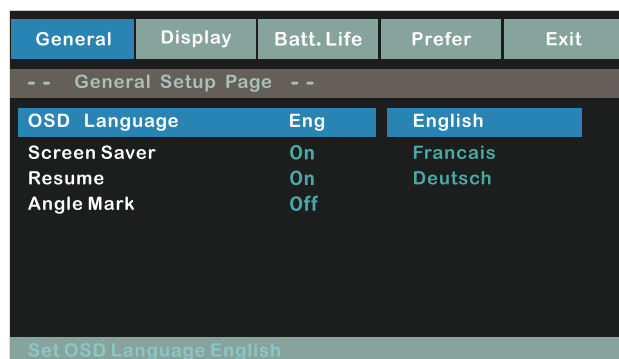 General Display Batt. Life Prefer Exit
-- General Setup Page --
OSD Language Eng English
Screen Saver On Francais
Resume On Deutsch
Angle Mark Off
Set OSD Language English